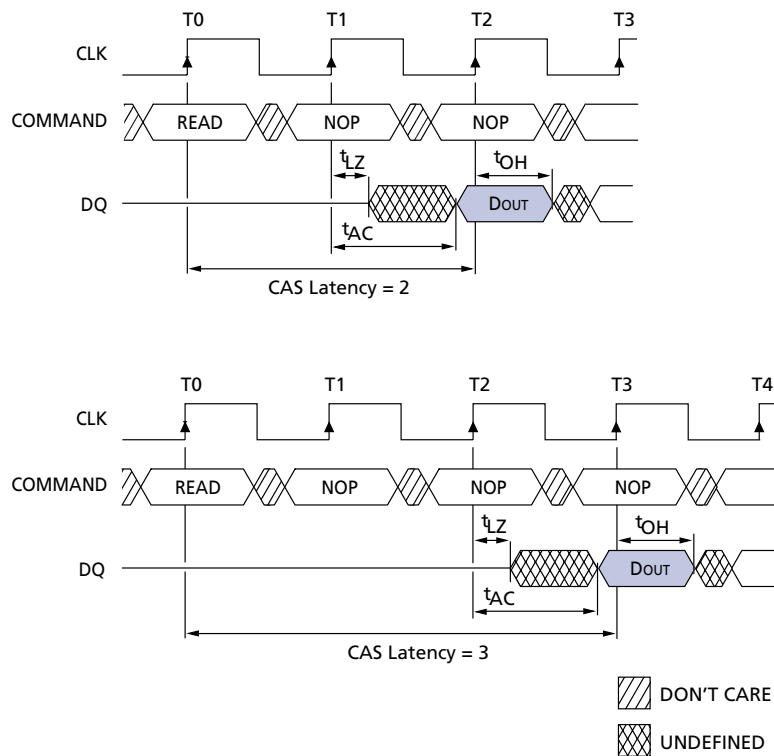 T0 T1 T2 T3
CLK
COMMAND READ NOP NOP
tLZ tOH
DQ DOUT
tAC
CAS Latency = 2
T0 T1 T2 T3 T4
CLK
COMMAND READ NOP NOP NOP
tLZ tOH
DQ DOUT
tAC
CAS Latency = 3
DON'T CARE
UNDEFINED